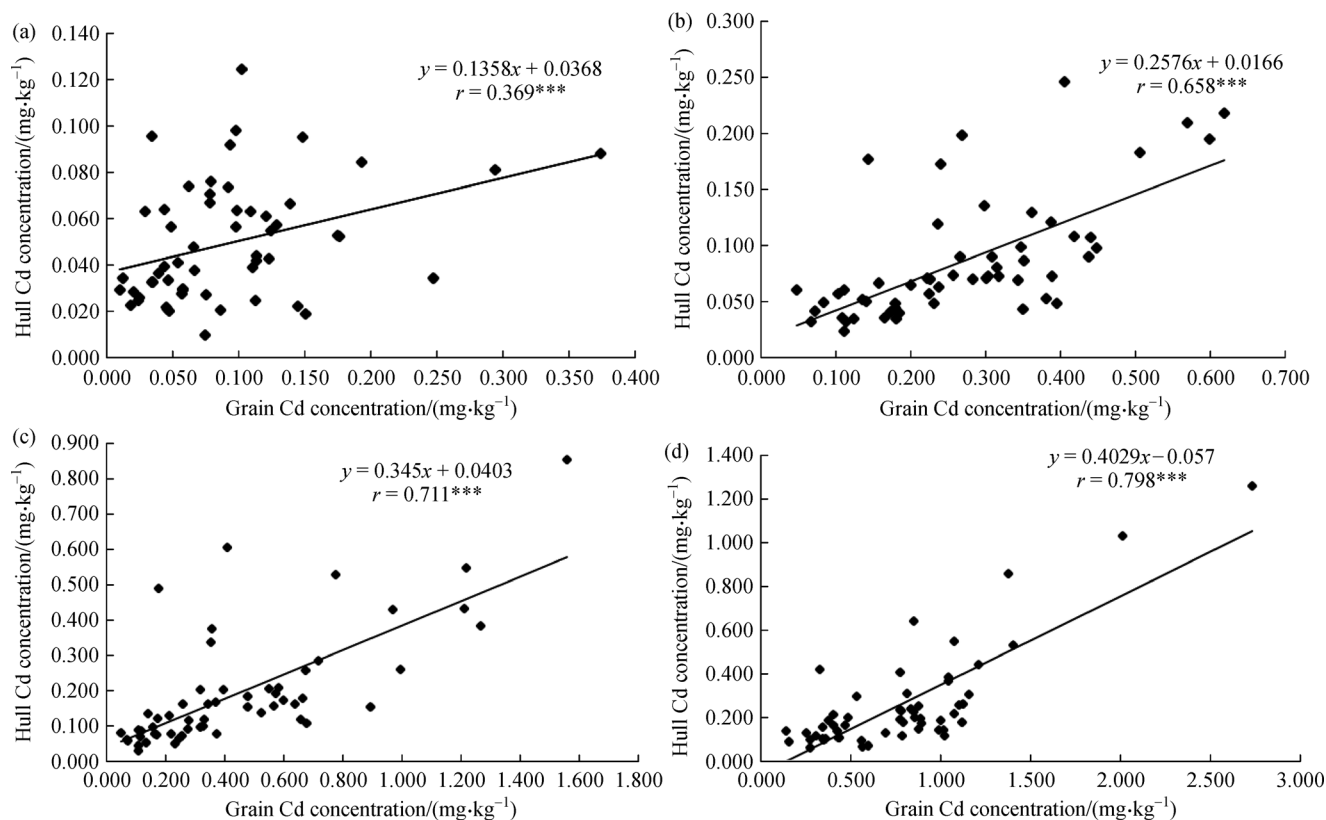 (a)
y = 0.1358x + 0.0368
r = 0.369***
Hull Cd concentration/(mg·kg⁻¹)
0.140
0.120
0.100
0.080
0.060
0.040
0.020
0.000
0.000 0.050 0.100 0.150 0.200 0.250 0.300 0.350 0.400
Grain Cd concentration/(mg·kg⁻¹)
(b)
y = 0.2576x + 0.0166
r = 0.658***
Hull Cd concentration/(mg·kg⁻¹)
0.300
0.250
0.200
0.150
0.100
0.050
0.000
0.000 0.100 0.200 0.300 0.400 0.500 0.600 0.700
Grain Cd concentration/(mg·kg⁻¹)
(c)
y = 0.345x + 0.0403
r = 0.711***
Hull Cd concentration/(mg·kg⁻¹)
0.900
0.800
0.700
0.600
0.500
0.400
0.300
0.200
0.100
0.000
0.000 0.200 0.400 0.600 0.800 1.000 1.200 1.400 1.600 1.800
Grain Cd concentration/(mg·kg⁻¹)
(d)
y = 0.4029x−0.057
r = 0.798***
Hull Cd concentration/(mg·kg⁻¹)
1.400
1.200
1.000
0.800
0.600
0.400
0.200
0.000
0.000 0.500 1.000 1.500 2.000 2.500 3.000
Grain Cd concentration/(mg·kg⁻¹)